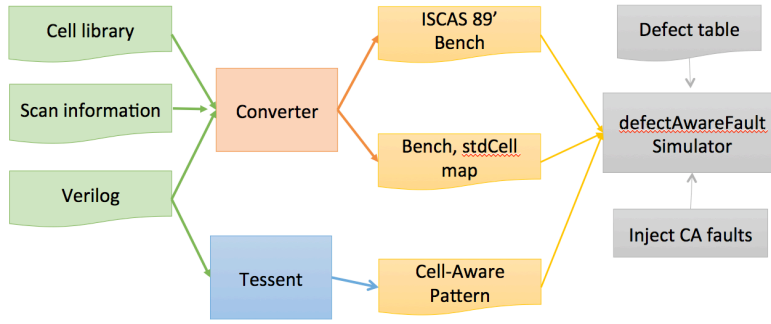 Cell library
Scan information
Verilog
Converter
Tessent
ISCAS 89'
Bench
Bench, stdCell
map
Cell-Aware
Pattern
Defect table
defectAwareFault
Simulator
Inject CA faults